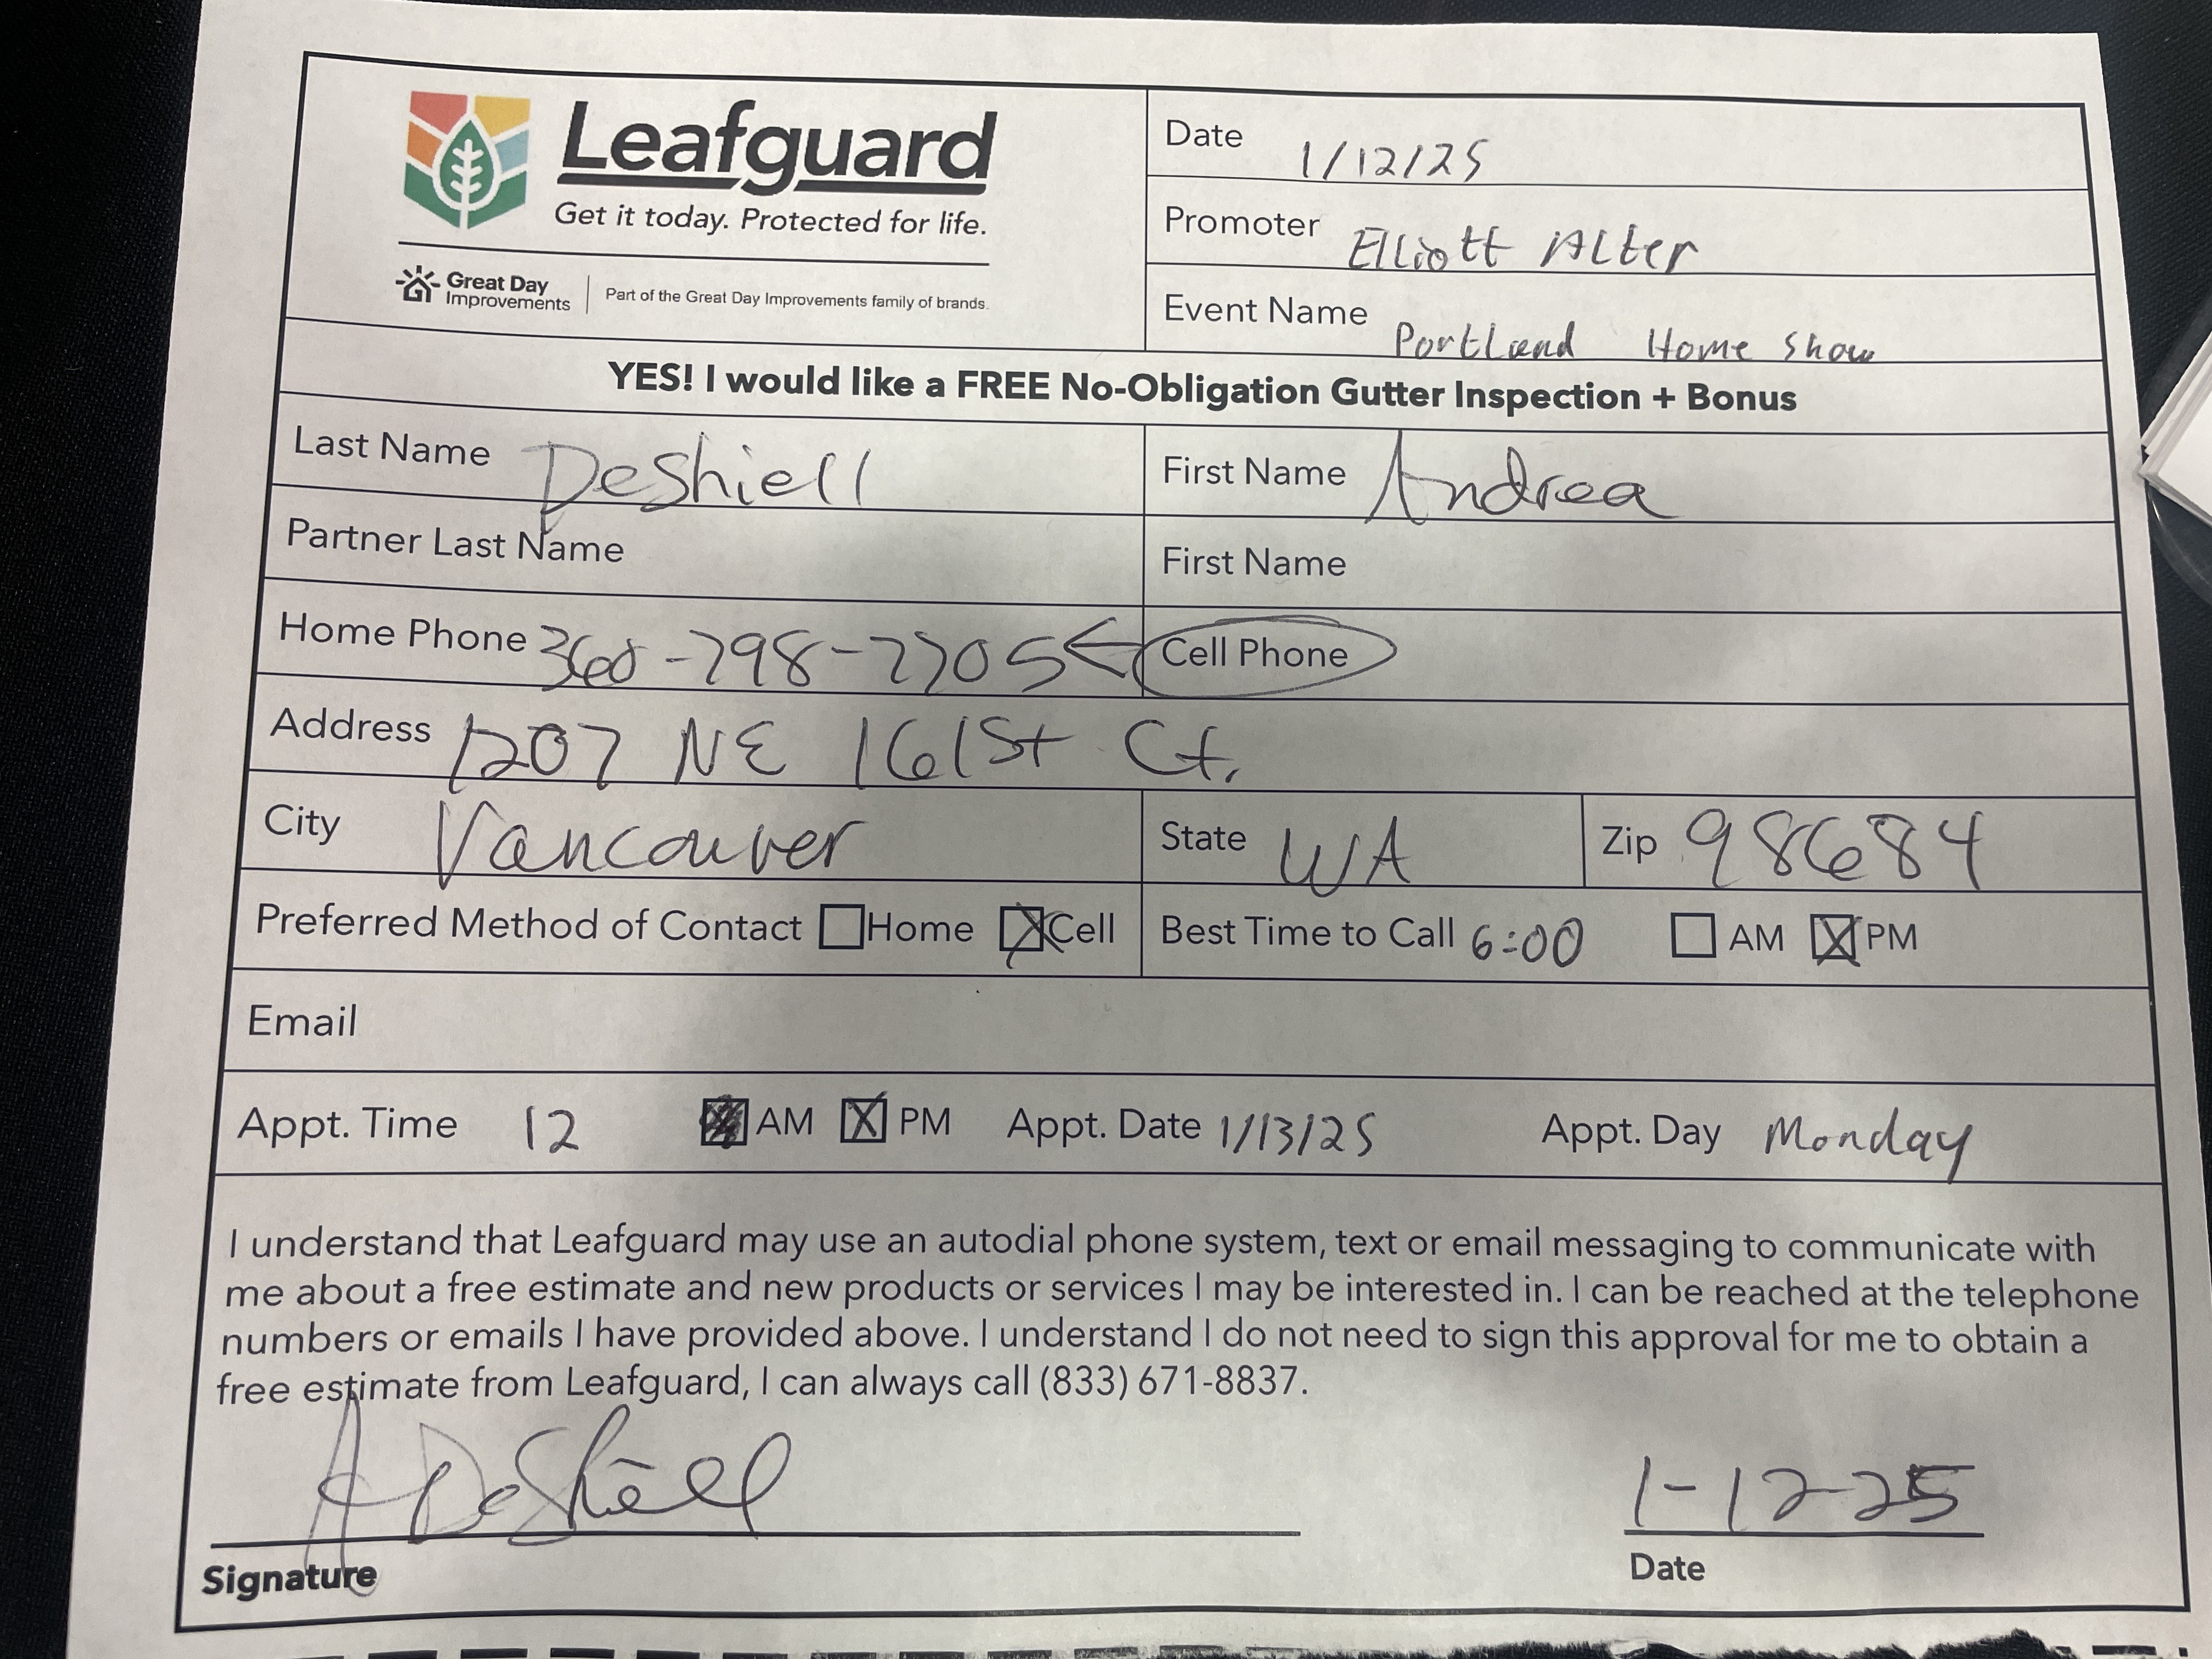 Leafguard
Get it today. Protected for life.
Great Day Improvements | Part of the Great Day Improvements family of brands.
Date 1/12/25
Promoter Elliott Alter
Event Name Portland Home Show
YES! I would like a FREE No-Obligation Gutter Inspection + Bonus
Last Name DeShiell First Name Andrea
Partner Last Name First Name
Home Phone 360-798-7705 ← Cell Phone
Address 1207 NE 161st Ct.
City Vancouver State WA Zip 98684
Preferred Method of Contact ☐ Home ☒ Cell Best Time to Call 6:00 ☐ AM ☒ PM
Email
Appt. Time 12 AM ☒ PM Appt. Date 1/13/25 Appt. Day Monday
I understand that Leafguard may use an autodial phone system, text or email messaging to communicate with
me about a free estimate and new products or services I may be interested in. I can be reached at the telephone
numbers or emails I have provided above. I understand I do not need to sign this approval for me to obtain a
free estimate from Leafguard, I can always call (833) 671-8837.
1-12-25
Signature Date